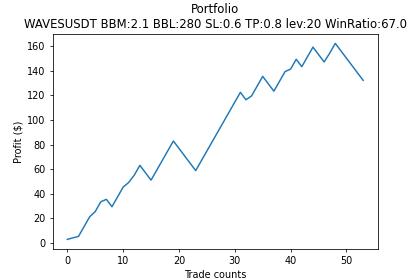 Portfolio
WAVESUSDT BBM:2.1 BBL:280 SL:0.6 TP:0.8 lev:20 WinRatio:67.0
160
140
120
100
80
60
40
20
0
Profit ($)
0 10 20 30 40 50
Trade counts